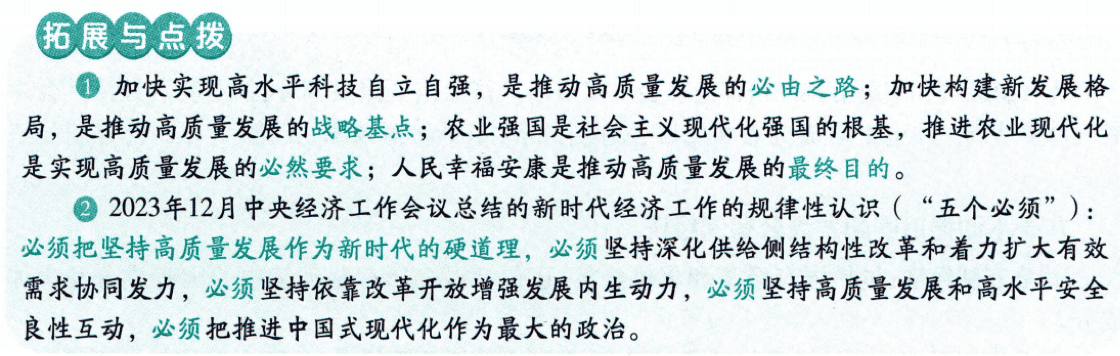 拓展与点拨
❶ 加快实现高水平科技自立自强，是推动高质量发展的必由之路；加快构建新发展格
局，是推动高质量发展的战略基点；农业强国是社会主义现代化强国的根基，推进农业现代化
是实现高质量发展的必然要求；人民幸福安康是推动高质量发展的最终目的。
❷ 2023年12月中央经济工作会议总结的新时代经济工作的规律性认识（“五个必须”）：
必须把坚持高质量发展作为新时代的硬道理，必须坚持深化供给侧结构性改革和着力扩大有效
需求协同发力，必须坚持依靠改革开放增强发展内生动力，必须坚持高质量发展和高水平安全
良性互动，必须把推进中国式现代化作为最大的政治。